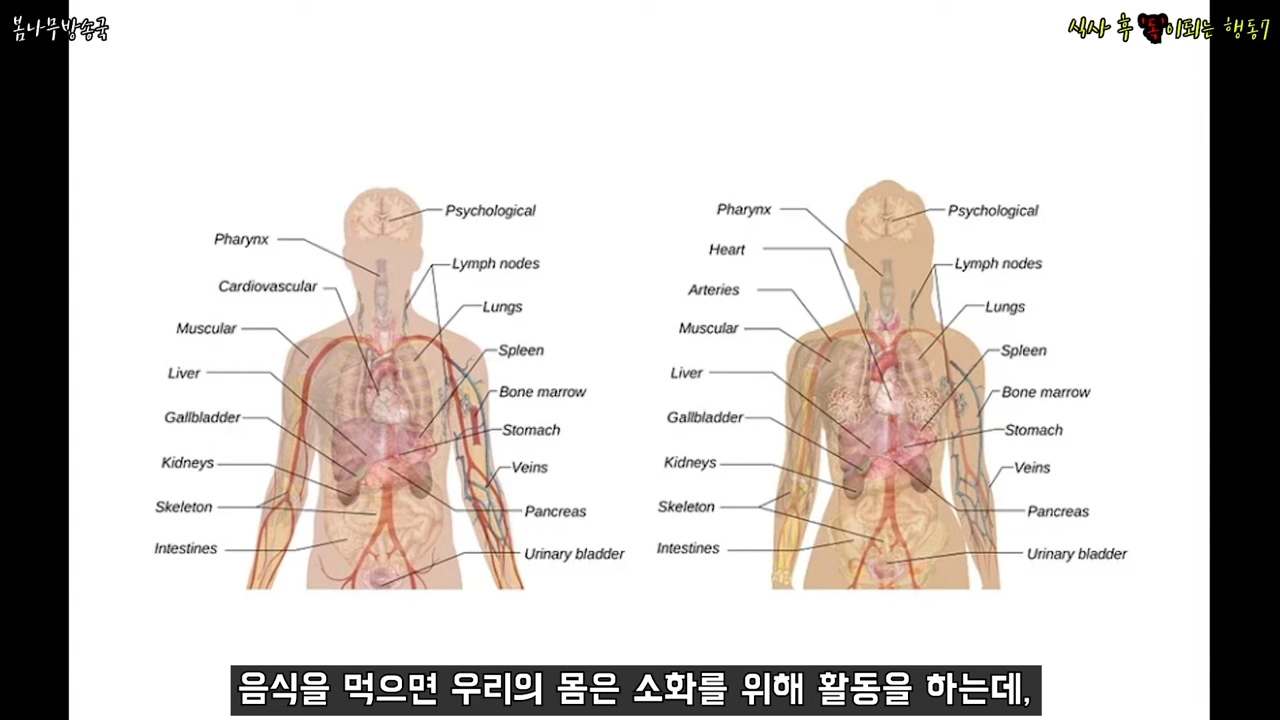 봄나무방송국
식사 후 '독'이되는 행동7
Psychological
Pharynx
Lymph nodes
Cardiovascular
Lungs
Muscular
Spleen
Liver
Bone marrow
Gallbladder
Stomach
Kidneys
Veins
Skeleton
Pancreas
Intestines
Urinary bladder
Pharynx
Psychological
Heart
Lymph nodes
Arteries
Lungs
Muscular
Spleen
Liver
Bone marrow
Gallbladder
Stomach
Kidneys
Veins
Skeleton
Pancreas
Intestines
Urinary bladder
음식을 먹으면 우리의 몸은 소화를 위해 활동을 하는데,